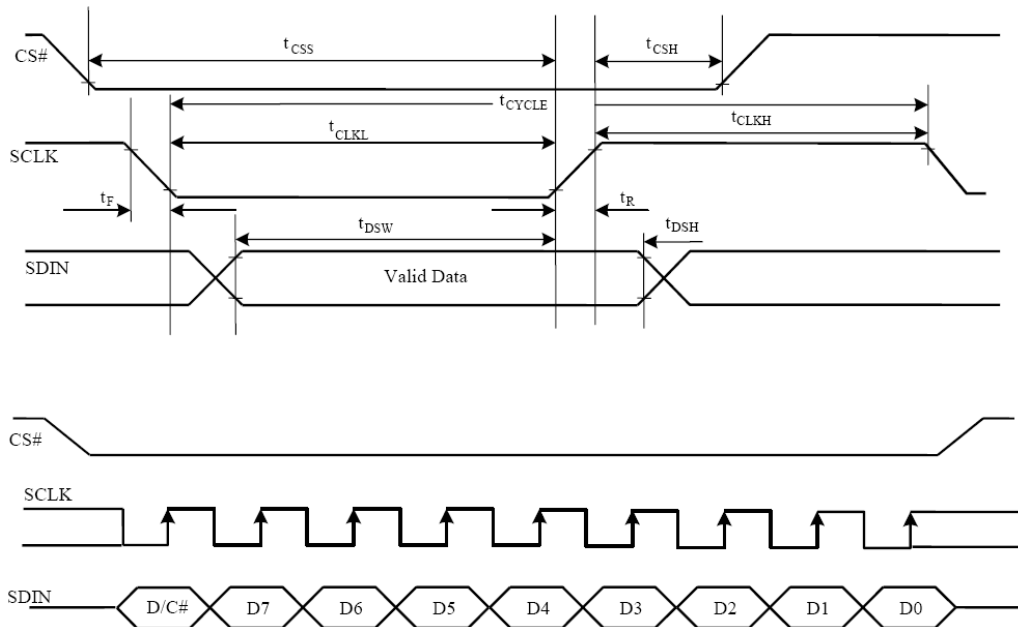 CS#
tCSS
tCSH
tCYCLE
tCLKL
tCLKH
SCLK
tF
tR
tDSW
tDSH
SDIN
Valid Data
CS#
SCLK
SDIN
D/C# D7 D6 D5 D4 D3 D2 D1 D0